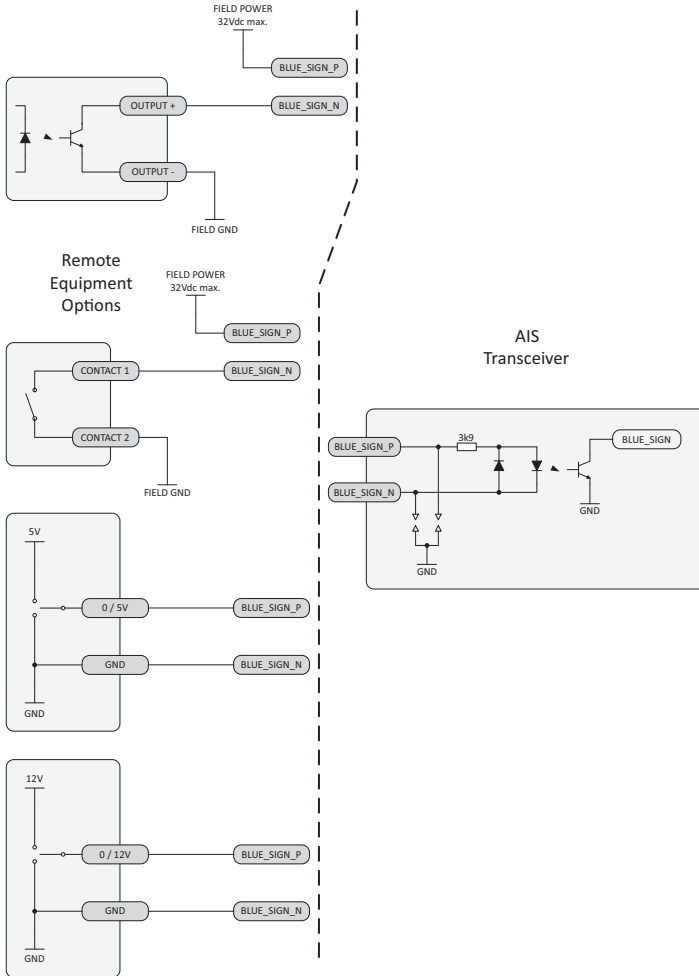 FIELD POWER
32Vdc max.
BLUE_SIGN_P
OUTPUT +
BLUE_SIGN_N
OUTPUT -
FIELD GND
Remote
Equipment
Options
FIELD POWER
32Vdc max.
BLUE_SIGN_P
CONTACT 1
BLUE_SIGN_N
CONTACT 2
FIELD GND
AIS
Transceiver
BLUE_SIGN_P
3k9
BLUE_SIGN
BLUE_SIGN_N
GND
GND
5V
0 / 5V
BLUE_SIGN_P
GND
BLUE_SIGN_N
GND
12V
0 / 12V
BLUE_SIGN_P
GND
BLUE_SIGN_N
GND